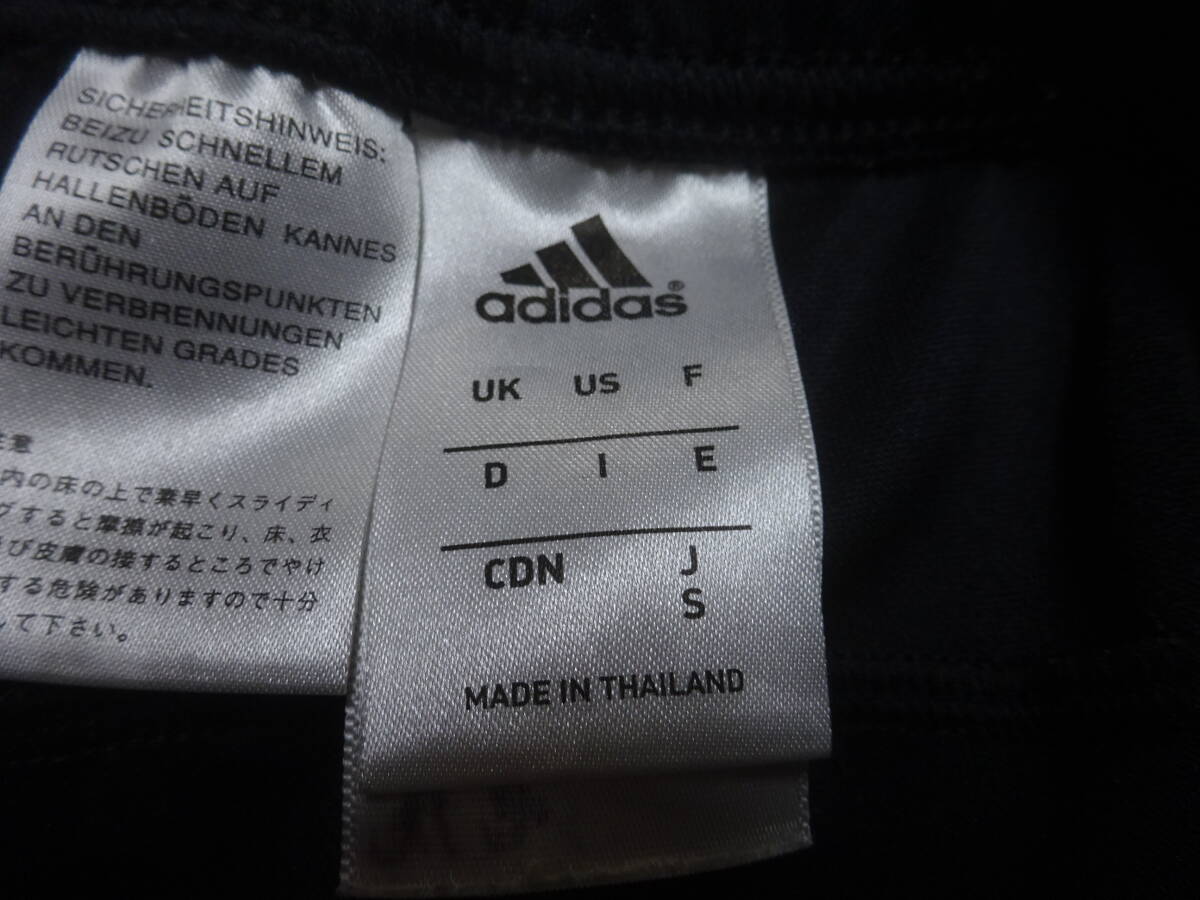 SICHERHEITSHINWEIS:
BEIZU SCHNELLEM
RUTSCHEN AUF
HALLENBÖDEN KANNES
AN DEN
BERÜHRUNGSPUNKTEN
ZU VERBRENNUNGEN
LEICHTEN GRADES
KOMMEN.
意
内の床の上で素早くスライディ
グすると摩擦が起こり、床、衣
び皮膚の接するところでやけ
する危険がありますので十分
して下さい。
adidas®
UK US F
D I E
CDN J
S
MADE IN THAILAND